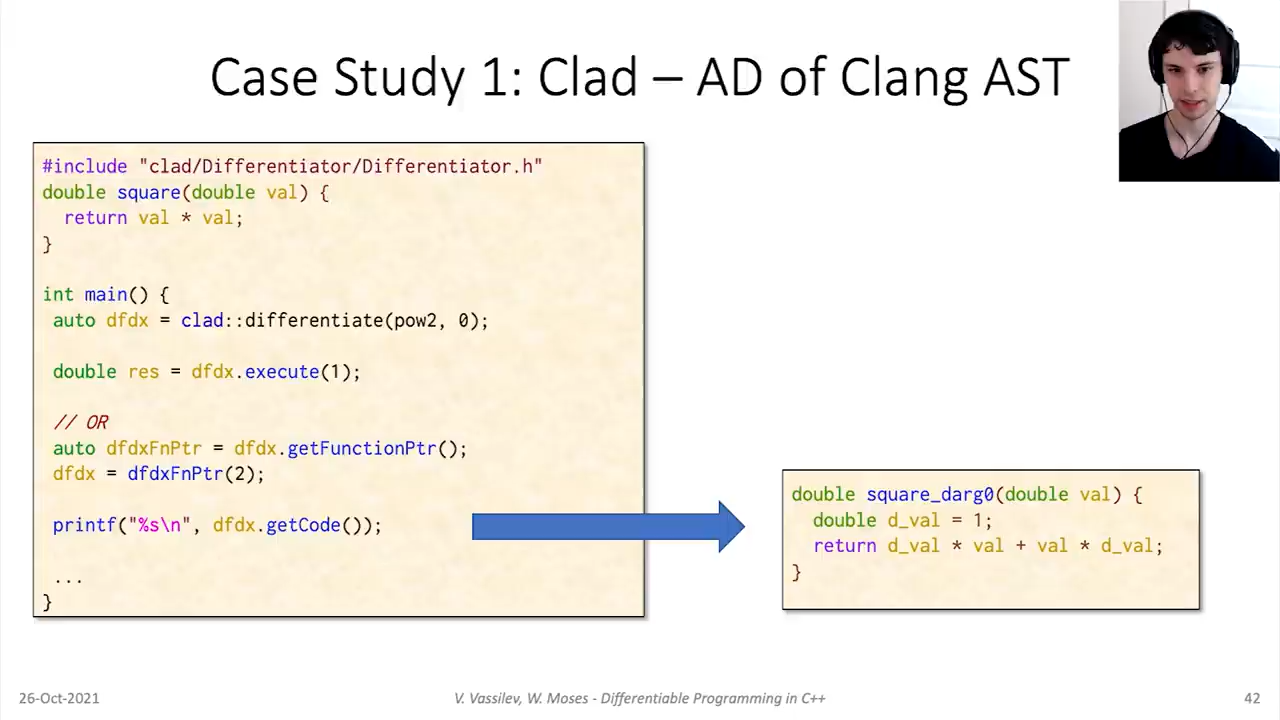 Case Study 1: Clad – AD of Clang AST
#include "clad/Differentiator/Differentiator.h"
double square(double val) {
  return val * val;
}
int main() {
 auto dfdx = clad::differentiate(pow2, 0);
 double res = dfdx.execute(1);
 // OR
 auto dfdxFnPtr = dfdx.getFunctionPtr();
 dfdx = dfdxFnPtr(2);
 printf("%s\n", dfdx.getCode());
 ...
}
double square_darg0(double val) {
  double d_val = 1;
  return d_val * val + val * d_val;
}
26-Oct-2021
V. Vassilev, W. Moses - Differentiable Programming in C++
42